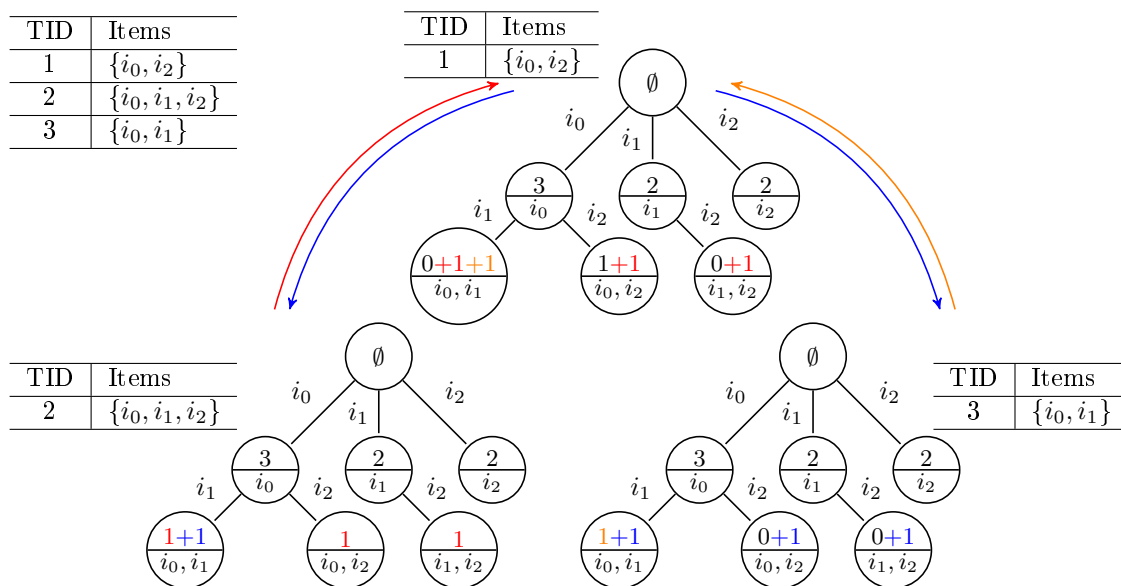 TID Items
1 {i₀, i₂}
2 {i₀, i₁, i₂}
3 {i₀, i₁}
TID Items
1 {i₀, i₂}
∅
i₀ i₁ i₂
3 2 2
i₀ i₁ i₂
i₁ i₂ i₂
0+1+1 1+1 0+1
i₀, i₁ i₀, i₂ i₁, i₂
TID Items
2 {i₀, i₁, i₂}
∅
i₀ i₁ i₂
3 2 2
i₀ i₁ i₂
i₁ i₂ i₂
1+1 1 1
i₀, i₁ i₀, i₂ i₁, i₂
∅
i₀ i₁ i₂
3 2 2
i₀ i₁ i₂
i₁ i₂ i₂
1+1 0+1 0+1
i₀, i₁ i₀, i₂ i₁, i₂
TID Items
3 {i₀, i₁}